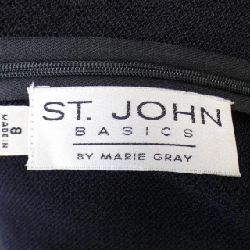 ST. JOHN
BASICS
BY MARIE GRAY
8
MADE IN